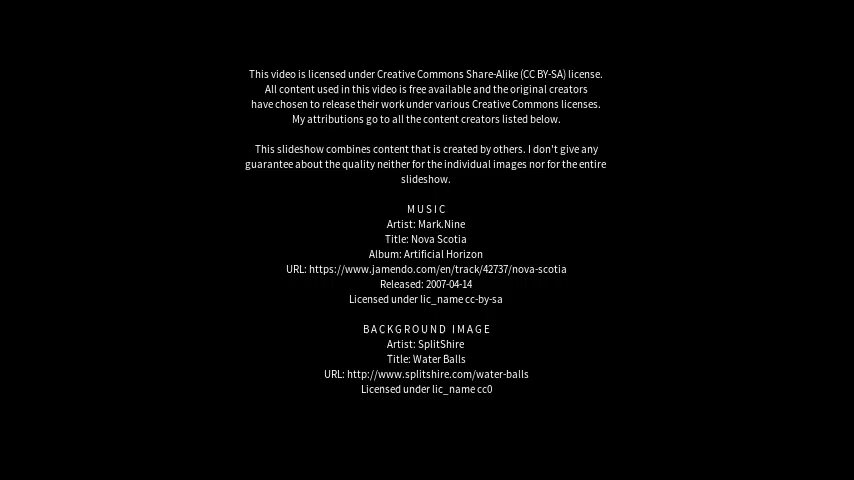 This video is licensed under Creative Commons Share-Alike (CC BY-SA) license.
All content used in this video is free available and the original creators
have chosen to release their work under various Creative Commons licenses.
My attributions go to all the content creators listed below.
This slideshow combines content that is created by others. I don't give any
guarantee about the quality neither for the individual images nor for the entire
slideshow.
MUSIC
Artist: Mark.Nine
Title: Nova Scotia
Album: Artificial Horizon
URL: https://www.jamendo.com/en/track/42737/nova-scotia
Released: 2007-04-14
Licensed under lic_name cc-by-sa
BACKGROUND IMAGE
Artist: SplitShire
Title: Water Balls
URL: http://www.splitshire.com/water-balls
Licensed under lic_name cc0